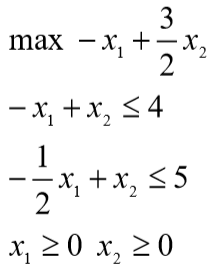 max −x₁ + 3/2 x₂
−x₁ + x₂ ≤ 4
−1/2 x₁ + x₂ ≤ 5
x₁ ≥ 0 x₂ ≥ 0